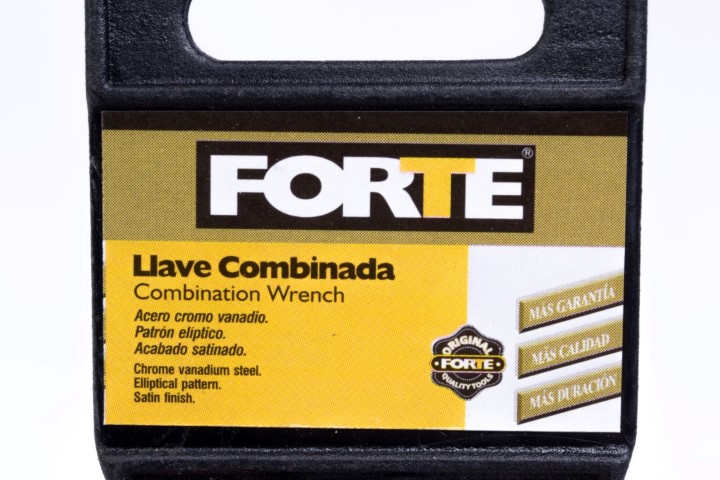 FORTE®
Llave Combinada
Combination Wrench
Acero cromo vanadio.
Patrón elíptico.
Acabado satinado.
Chrome vanadium steel.
Elliptical pattern.
Satin finish.
ORIGINAL
FORTE
QUALITY TOOLS
MÁS GARANTÍA
MÁS CALIDAD
MÁS DURACIÓN